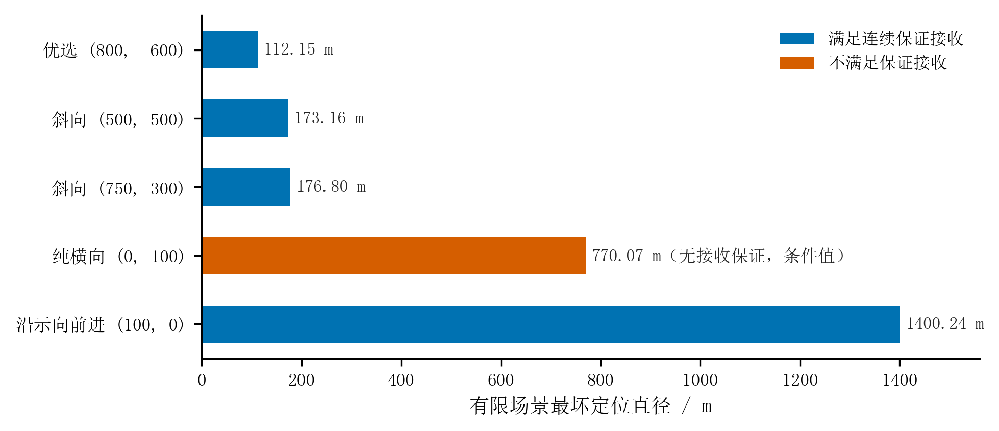 满足连续保证接收
不满足保证接收
优选 (800, −600) 112.15 m
斜向 (500, 500) 173.16 m
斜向 (750, 300) 176.80 m
纯横向 (0, 100) 770.07 m（无接收保证，条件值）
沿示向前进 (100, 0) 1400.24 m
0 200 400 600 800 1000 1200 1400
有限场景最坏定位直径 / m